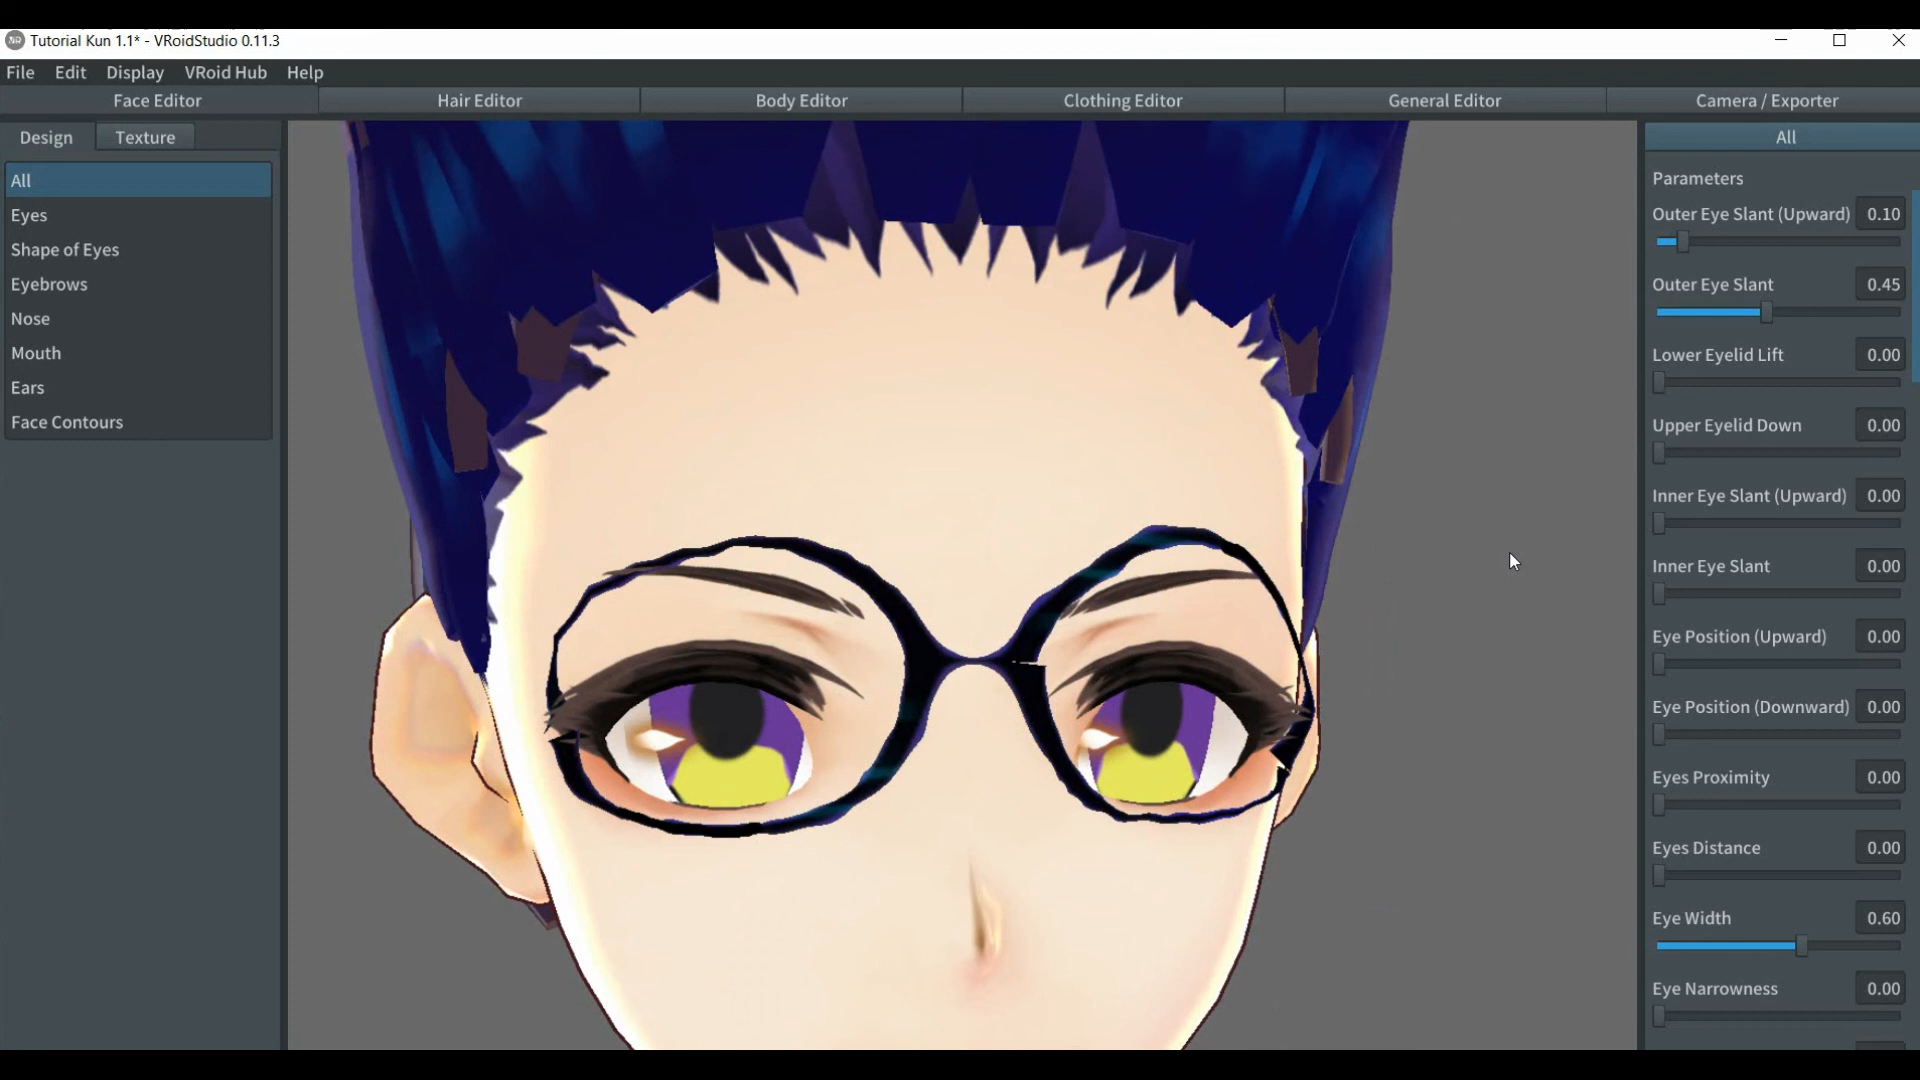 Tutorial Kun 1.1* - VRoidStudio 0.11.3
File Edit Display VRoid Hub Help
Face Editor Hair Editor Body Editor Clothing Editor General Editor Camera / Exporter
Design Texture
All
Eyes
Shape of Eyes
Eyebrows
Nose
Mouth
Ears
Face Contours
All
Parameters
Outer Eye Slant (Upward) 0.10
Outer Eye Slant 0.45
Lower Eyelid Lift 0.00
Upper Eyelid Down 0.00
Inner Eye Slant (Upward) 0.00
Inner Eye Slant 0.00
Eye Position (Upward) 0.00
Eye Position (Downward) 0.00
Eyes Proximity 0.00
Eyes Distance 0.00
Eye Width 0.60
Eye Narrowness 0.00